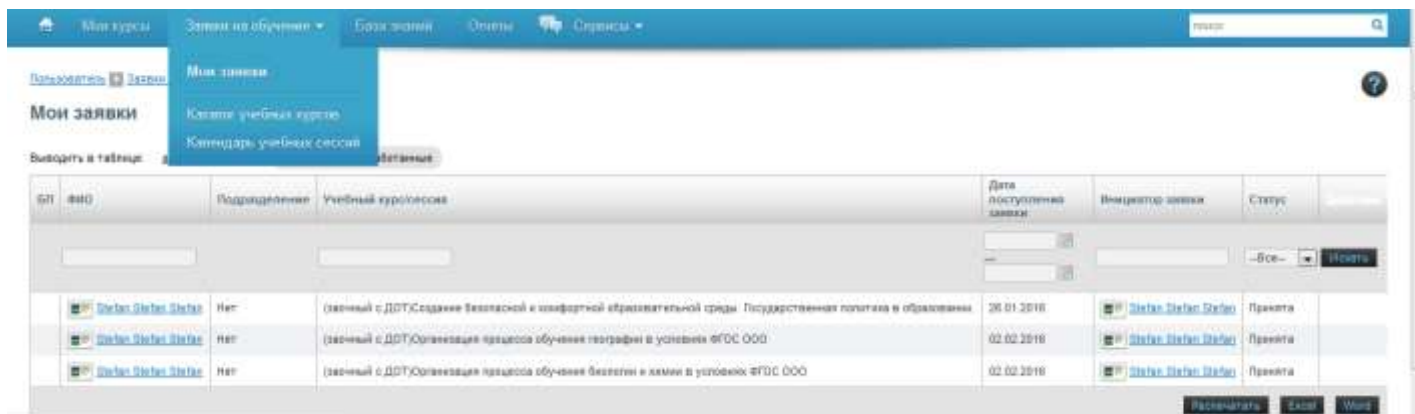 Мои курсы Заявки на обучение База знаний Отчеты Сервисы поиск
Мои заявки
Пользователь Заявки
Мои заявки
Каталог учебных курсов
Календарь учебных сессий
Выводить в таблице:
БП ФИО Подразделение Учебный курс/сессия Дата поступления заявки Инициатор заявки Статус
--Все-- Искать
Stefan Stefan Stefan Нет (заочный с ДОТ)Создание безопасной и комфортной образовательной среды. Государственная политика в образовании. 26.01.2016 Stefan Stefan Stefan Принята
Stefan Stefan Stefan Нет (заочный с ДОТ)Организация процесса обучения географии в условиях ФГОС ООО 02.02.2016 Stefan Stefan Stefan Принята
Stefan Stefan Stefan Нет (заочный с ДОТ)Организация процесса обучения биологии и химии в условиях ФГОС ООО 02.02.2016 Stefan Stefan Stefan Принята
Распечатать Excel Word